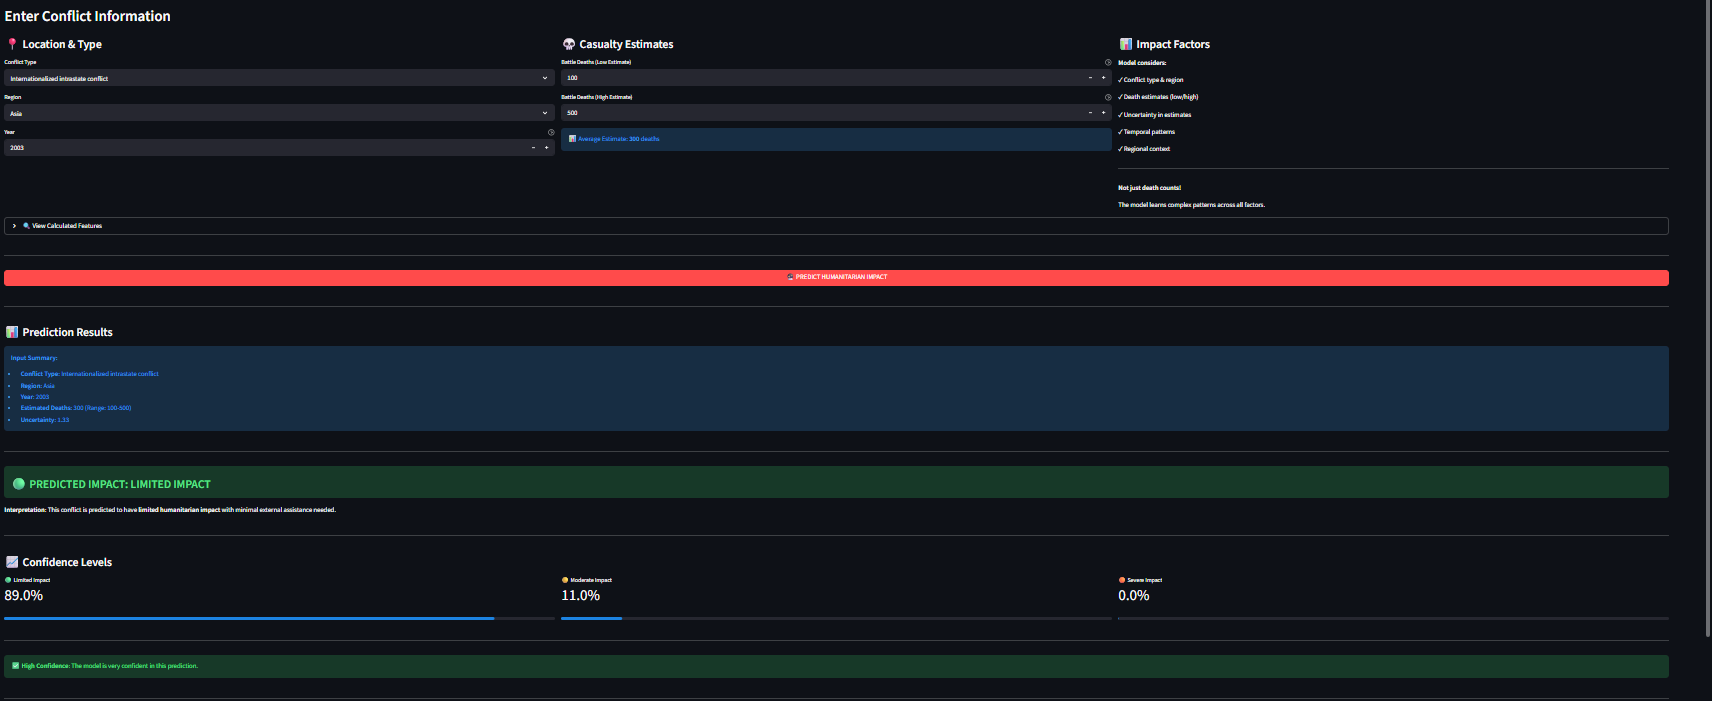 Enter Conflict Information
Location & Type
Conflict Type
Internationalized intrastate conflict
Region
Asia
Year
2003
Casualty Estimates
Battle Deaths (Low Estimate)
100
Battle Deaths (High Estimate)
500
Average Estimate: 300 deaths
Impact Factors
Model considers:
✓ Conflict type & region
✓ Death estimates (low/high)
✓ Uncertainty in estimates
✓ Temporal patterns
✓ Regional context
Not just death counts!
The model learns complex patterns across all factors.
View Calculated Features
PREDICT HUMANITARIAN IMPACT
Prediction Results
Input Summary:
• Conflict Type: Internationalized intrastate conflict
• Region: Asia
• Year: 2003
• Estimated Deaths: 300 (Range: 100-500)
• Uncertainty: 1.33
PREDICTED IMPACT: LIMITED IMPACT
Interpretation: This conflict is predicted to have limited humanitarian impact with minimal external assistance needed.
Confidence Levels
Limited Impact
89.0%
Moderate Impact
11.0%
Severe Impact
0.0%
High Confidence: The model is very confident in this prediction.